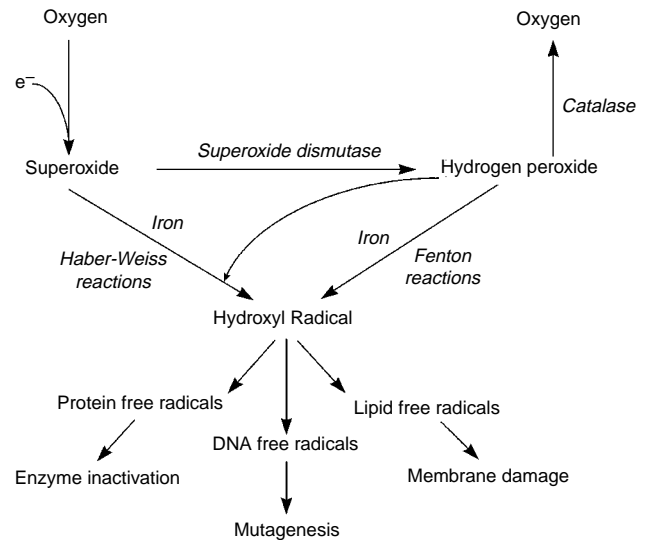 Oxygen
Oxygen
e–
Catalase
Superoxide dismutase
Superoxide
Hydrogen peroxide
Iron
Iron
Haber-Weiss
reactions
Fenton
reactions
Hydroxyl Radical
Protein free radicals
Lipid free radicals
DNA free radicals
Enzyme inactivation
Membrane damage
Mutagenesis